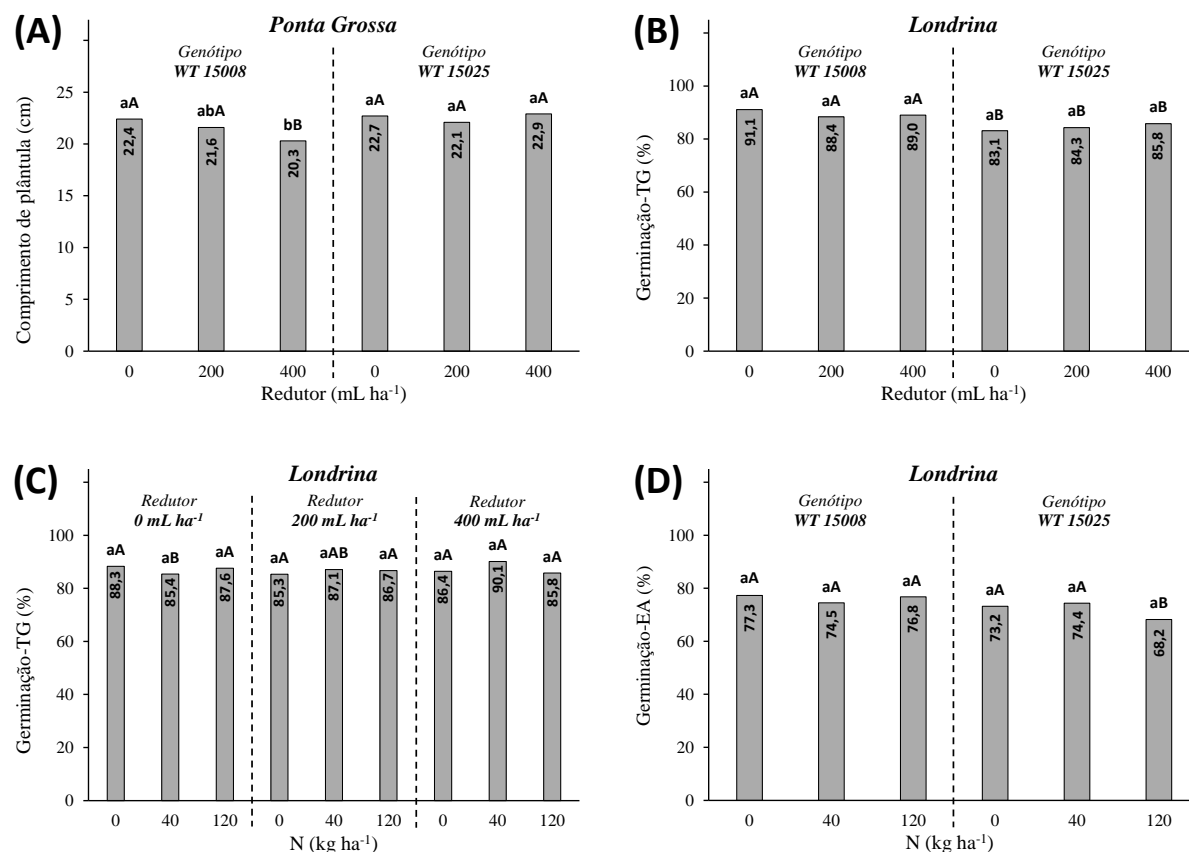 (A)
Ponta Grossa
Genótipo
WT 15008
Genótipo
WT 15025
Comprimento de plântula (cm)
25
20
15
10
5
0
aA
abA
bB
aA
aA
aA
22,4
21,6
20,3
22,7
22,1
22,9
0
200
400
0
200
400
Redutor (mL ha-1)
(B)
Londrina
Genótipo
WT 15008
Genótipo
WT 15025
Germinação-TG (%)
100
80
60
40
20
0
aA
aA
aA
aB
aB
aB
91,1
88,4
89,0
83,1
84,3
85,8
0
200
400
0
200
400
Redutor (mL ha-1)
(C)
Londrina
Redutor
0 mL ha-1
Redutor
200 mL ha-1
Redutor
400 mL ha-1
Germinação-TG (%)
100
80
60
40
20
0
aA
aB
aA
aA
aAB
aA
aA
aA
aA
88,3
85,4
87,6
85,3
87,1
86,7
86,4
90,1
85,8
0
40
120
0
40
120
0
40
120
N (kg ha-1)
(D)
Londrina
Genótipo
WT 15008
Genótipo
WT 15025
Germinação-EA (%)
100
80
60
40
20
0
aA
aA
aA
aA
aA
aB
77,3
74,5
76,8
73,2
74,4
68,2
0
40
120
0
40
120
N (kg ha-1)